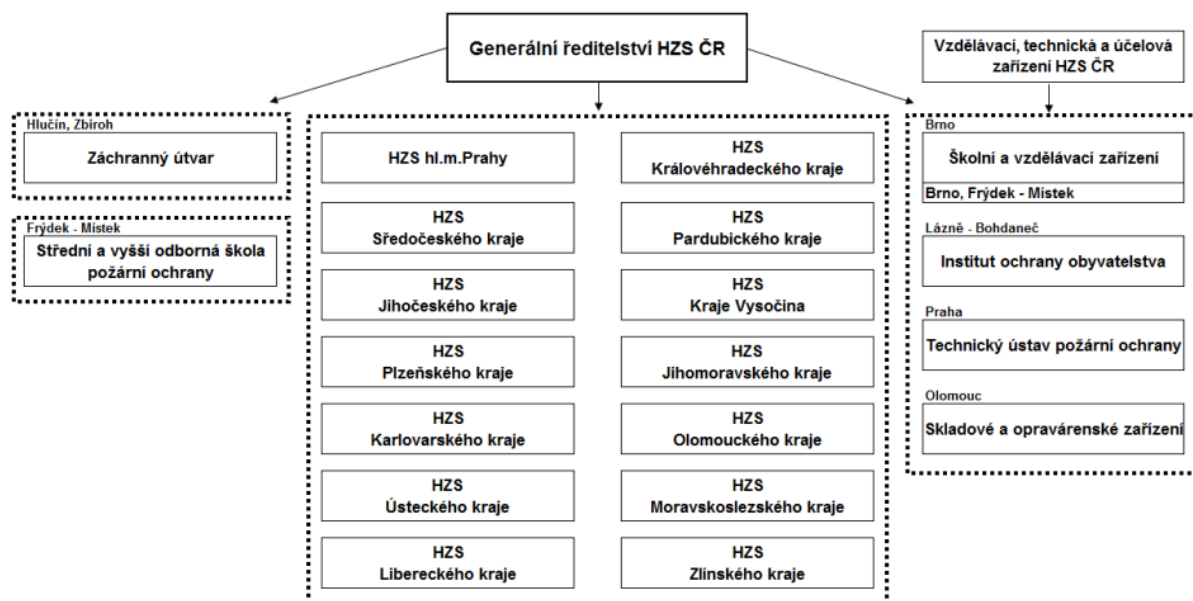 Generální ředitelství HZS ČR
Vzdělávací, technická a účelová
zařízení HZS ČR
Hlučín, Zbiroh
Záchranný útvar
Frýdek - Místek
Střední a vyšší odborná škola
požární ochrany
HZS hl.m.Prahy
HZS
Královéhradeckého kraje
HZS
Sředočeského kraje
HZS
Pardubického kraje
HZS
Jihočeského kraje
HZS
Kraje Vysočina
HZS
Plzeňského kraje
HZS
Jihomoravského kraje
HZS
Karlovarského kraje
HZS
Olomouckého kraje
HZS
Ústeckého kraje
HZS
Moravskoslezského kraje
HZS
Libereckého kraje
HZS
Zlínského kraje
Brno
Školní a vzdělávací zařízení
Brno, Frýdek - Místek
Lázně - Bohdaneč
Institut ochrany obyvatelstva
Praha
Technický ústav požární ochrany
Olomouc
Skladové a opravárenské zařízení